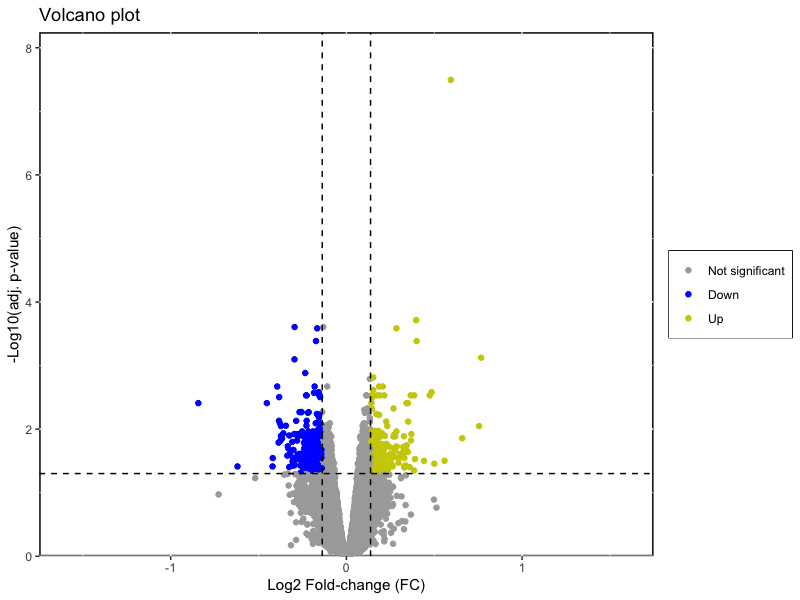 Volcano plot
8
6
4
2
0
-Log10(adj. p-value)
-1
0
1
Log2 Fold-change (FC)
Not significant
Down
Up